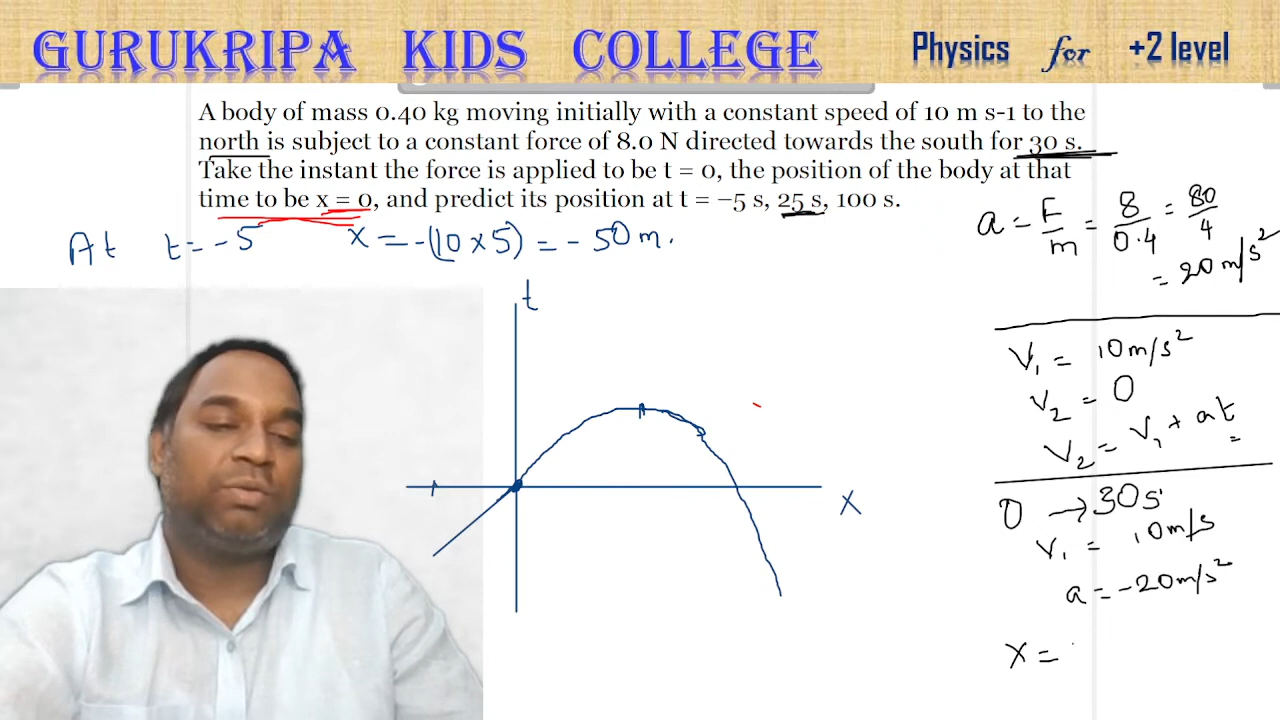 GURUKRIPA KIDS COLLEGE
Physics for +2 level
A body of mass 0.40 kg moving initially with a constant speed of 10 m s-1 to the
north is subject to a constant force of 8.0 N directed towards the south for 30 s.
Take the instant the force is applied to be t = 0, the position of the body at that
time to be x = 0, and predict its position at t = −5 s, 25 s, 100 s.
At t = -5 x = -(10 x 5) = -50 m.
a = F/m = 8/0.4 = 80/4
= 20 m/s²
t
x
V₁ = 10 m/s²
V₂ = 0
V₂ = V₁ + at
0 → 30 s
V₁ = 10 m/s
a = -20 m/s²
x =